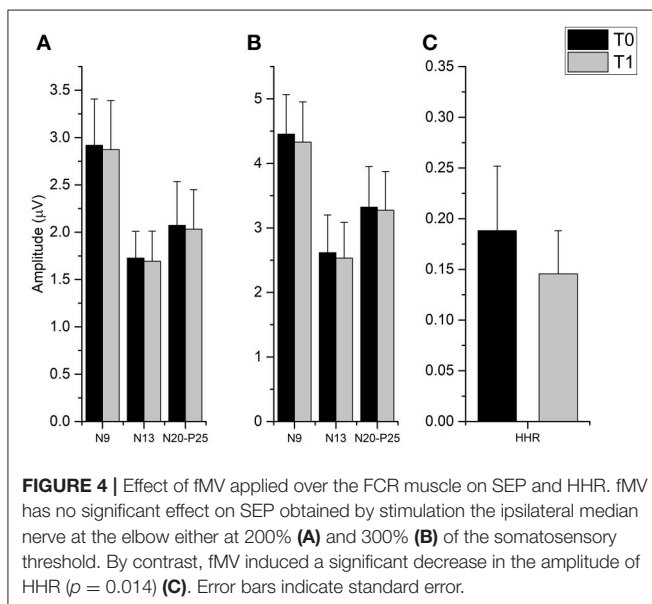 A
B
C
T0
T1
Amplitude (μV)
3.5
3.0
2.5
2.0
1.5
1.0
0.5
0.0
N9
N13
N20-P25
5
4
3
2
1
0
N9
N13
N20-P25
0.35
0.30
0.25
0.20
0.15
0.10
0.05
0.00
HHR
FIGURE 4 | Effect of fMV applied over the FCR muscle on SEP and HHR. fMV
has no significant effect on SEP obtained by stimulation the ipsilateral median
nerve at the elbow either at 200% (A) and 300% (B) of the somatosensory
threshold. By contrast, fMV induced a significant decrease in the amplitude of
HHR (p = 0.014) (C). Error bars indicate standard error.